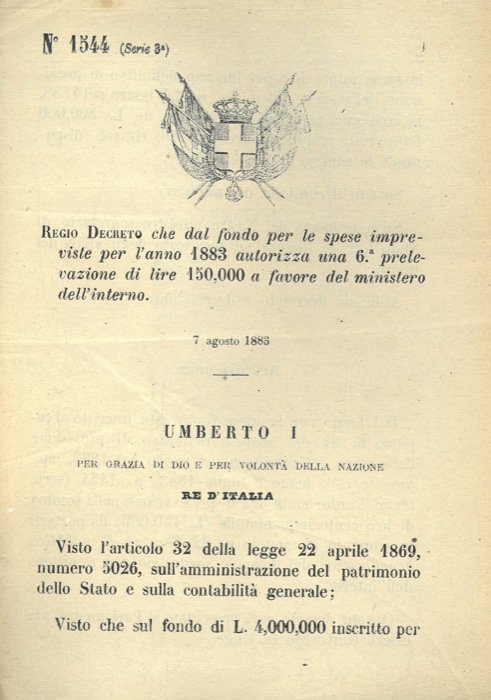 N° 1544 (Serie 3ª)
REGIO DECRETO che dal fondo per le spese impre-
viste per l'anno 1883 autorizza una 6.ª prele-
vazione di lire 150,000 a favore del ministero
dell'interno.
7 agosto 1883
UMBERTO I
PER GRAZIA DI DIO E PER VOLONTÀ DELLA NAZIONE
RE D'ITALIA
Visto l'articolo 32 della legge 22 aprile 1869,
numero 5026, sull'amministrazione del patrimonio
dello Stato e sulla contabilità generale;
Visto che sul fondo di L. 4,000,000 inscritto per